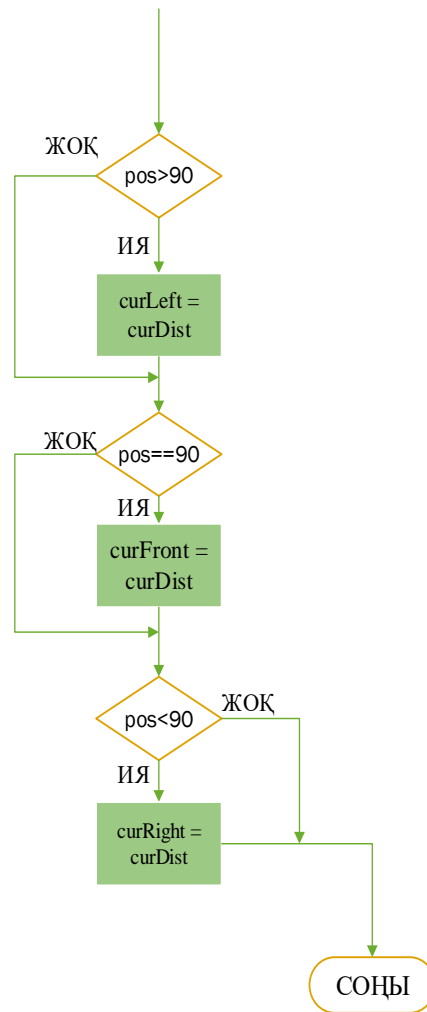 ЖОҚ
pos>90
ИЯ
curLeft =
curDist
ЖОҚ
pos==90
ИЯ
curFront =
curDist
pos<90
ЖОҚ
ИЯ
curRight =
curDist
СОҢЫ